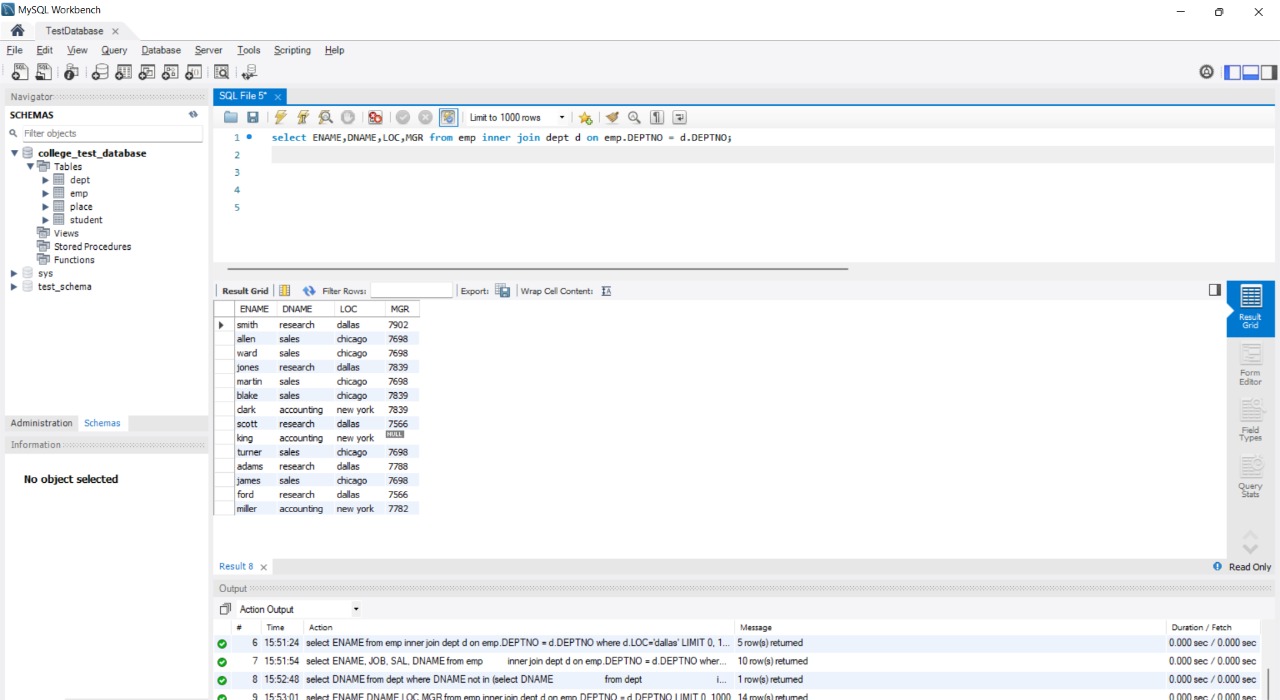 MySQL Workbench
TestDatabase
File Edit View Query Database Server Tools Scripting Help
Navigator
SCHEMAS
Filter objects
college_test_database
Tables
dept
emp
place
student
Views
Stored Procedures
Functions
sys
test_schema
Administration Schemas
Information
No object selected
SQL File 5*
Limit to 1000 rows
1 select ENAME,DNAME,LOC,MGR from emp inner join dept d on emp.DEPTNO = d.DEPTNO;
2
3
4
5
Result Grid Filter Rows: Export: Wrap Cell Content:
ENAME DNAME LOC MGR
smith research dallas 7902
allen sales chicago 7698
ward sales chicago 7698
jones research dallas 7839
martin sales chicago 7698
blake sales chicago 7839
clark accounting new york 7839
scott research dallas 7566
king accounting new york NULL
turner sales chicago 7698
adams research dallas 7788
james sales chicago 7698
ford research dallas 7566
miller accounting new york 7782
Result Grid
Form Editor
Field Types
Query Stats
Result 8
Read Only
Output
Action Output
# Time Action Message Duration / Fetch
6 15:51:24 select ENAME from emp inner join dept d on emp.DEPTNO = d.DEPTNO where d.LOC='dallas' LIMIT 0, 1... 5 row(s) returned 0.000 sec / 0.000 sec
7 15:51:54 select ENAME, JOB, SAL, DNAME from emp inner join dept d on emp.DEPTNO = d.DEPTNO wher... 10 row(s) returned 0.000 sec / 0.000 sec
8 15:52:48 select DNAME from dept where DNAME not in (select DNAME from dept i... 1 row(s) returned 0.000 sec / 0.000 sec
9 15:53:01 select ENAME,DNAME,LOC,MGR from emp inner join dept d on emp.DEPTNO = d.DEPTNO LIMIT 0, 1000 14 row(s) returned 0.000 sec / 0.000 sec